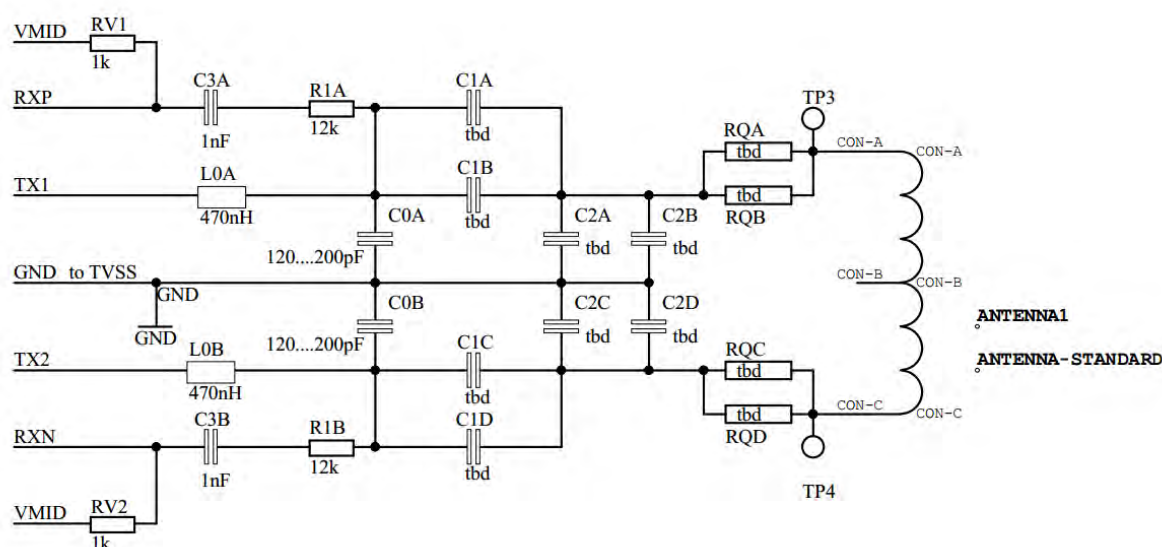 VMID
RV1
1k
RXP
C3A
1nF
R1A
12k
C1A
tbd
TP3
TX1
L0A
470nH
C1B
tbd
RQA
tbd
tbd
RQB
CON-A
CON-A
C0A
120....200pF
C2A
tbd
C2B
tbd
GND to TVSS
GND
GND
CON-B
CON-B
C0B
120....200pF
C2C
tbd
C2D
tbd
ANTENNA1
ANTENNA-STANDARD
TX2
L0B
470nH
C1C
tbd
RQC
tbd
tbd
RQD
CON-C
CON-C
RXN
C3B
1nF
R1B
12k
C1D
tbd
TP4
VMID
RV2
1k